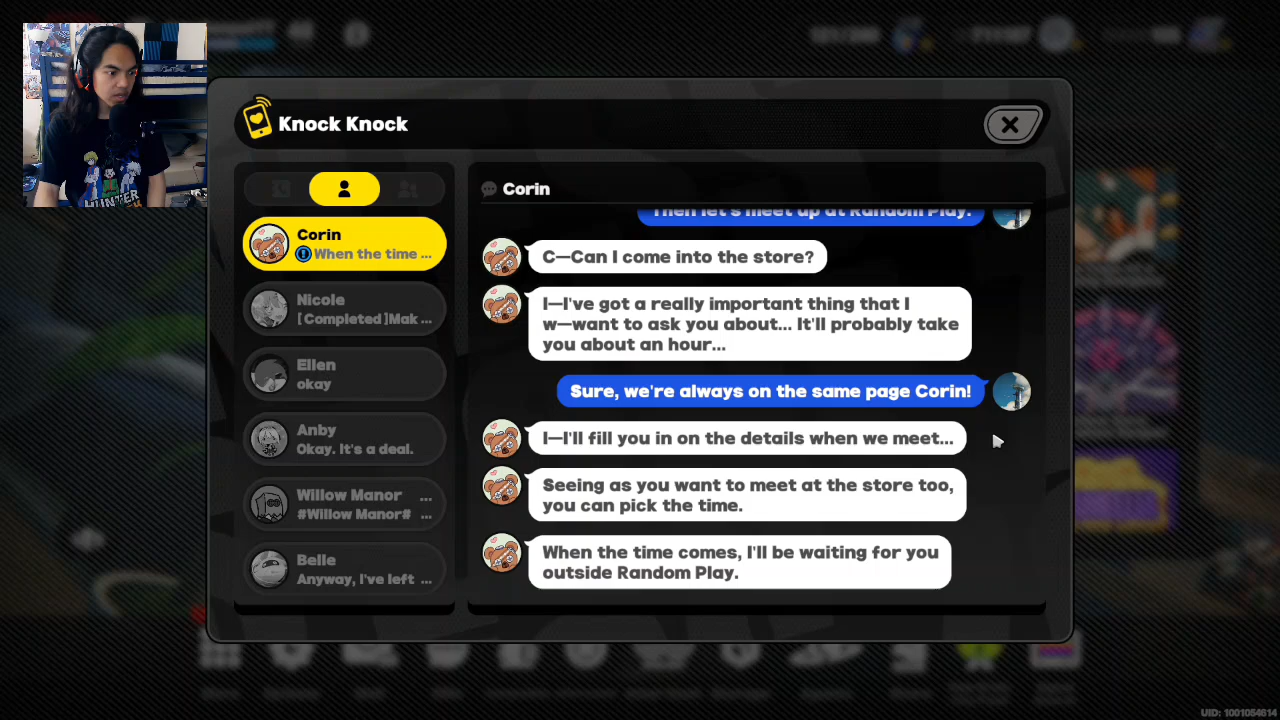 Knock Knock
Corin
When the time ...
Nicole
[Completed]Mak ...
Ellen
okay
Anby
Okay. It's a deal.
Willow Manor ...
#Willow Manor# ...
Belle
Anyway, I've left ...
Corin
Then let's meet up at Random Play.
C—Can I come into the store?
I—I've got a really important thing that I
w—want to ask you about... It'll probably take
you about an hour...
Sure, we're always on the same page Corin!
I—I'll fill you in on the details when we meet...
Seeing as you want to meet at the store too,
you can pick the time.
When the time comes, I'll be waiting for you
outside Random Play.
HUNTER
UID: 1001054814